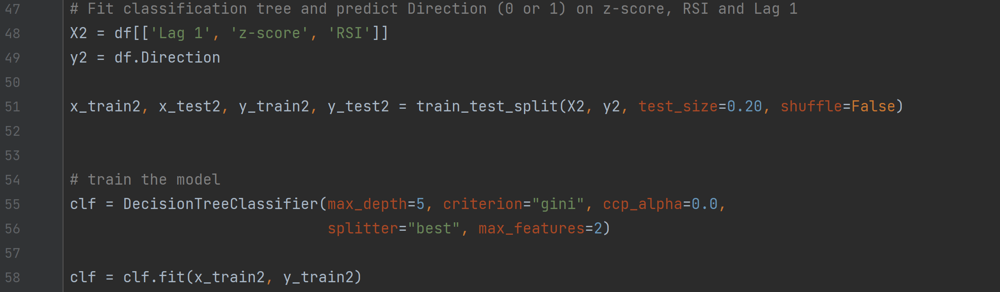 47 # Fit classification tree and predict Direction (0 or 1) on z-score, RSI and Lag 1
48 X2 = df[['Lag 1', 'z-score', 'RSI']]
49 y2 = df.Direction
50
51 x_train2, x_test2, y_train2, y_test2 = train_test_split(X2, y2, test_size=0.20, shuffle=False)
52
53
54 # train the model
55 clf = DecisionTreeClassifier(max_depth=5, criterion="gini", ccp_alpha=0.0,
56                              splitter="best", max_features=2)
57
58 clf = clf.fit(x_train2, y_train2)